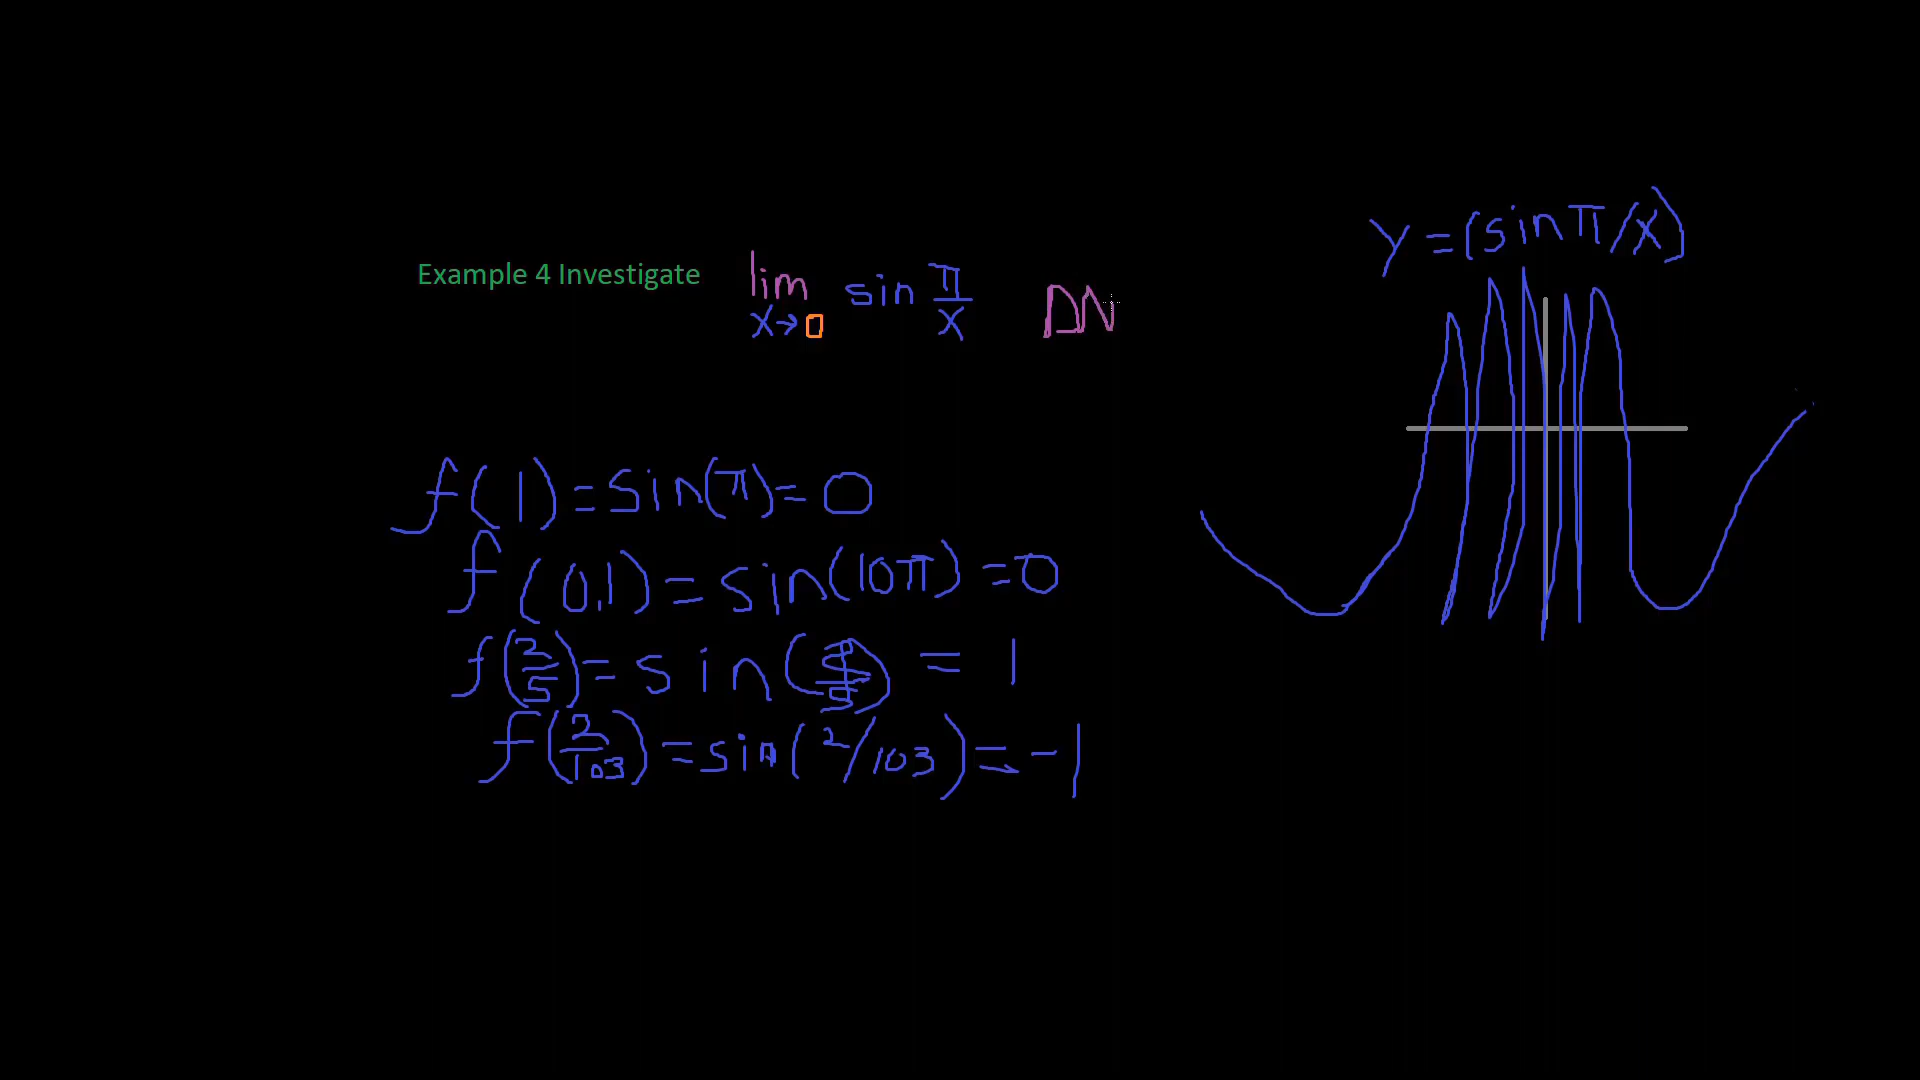 Example 4 Investigate lim x→0 sin π/x DN
y = (sin π/x)
f(1) = sin(π) = 0
f(0.1) = sin(10π) = 0
f(2/5) = sin( ) = 1
f(2/103) = sin(2/103) = -1